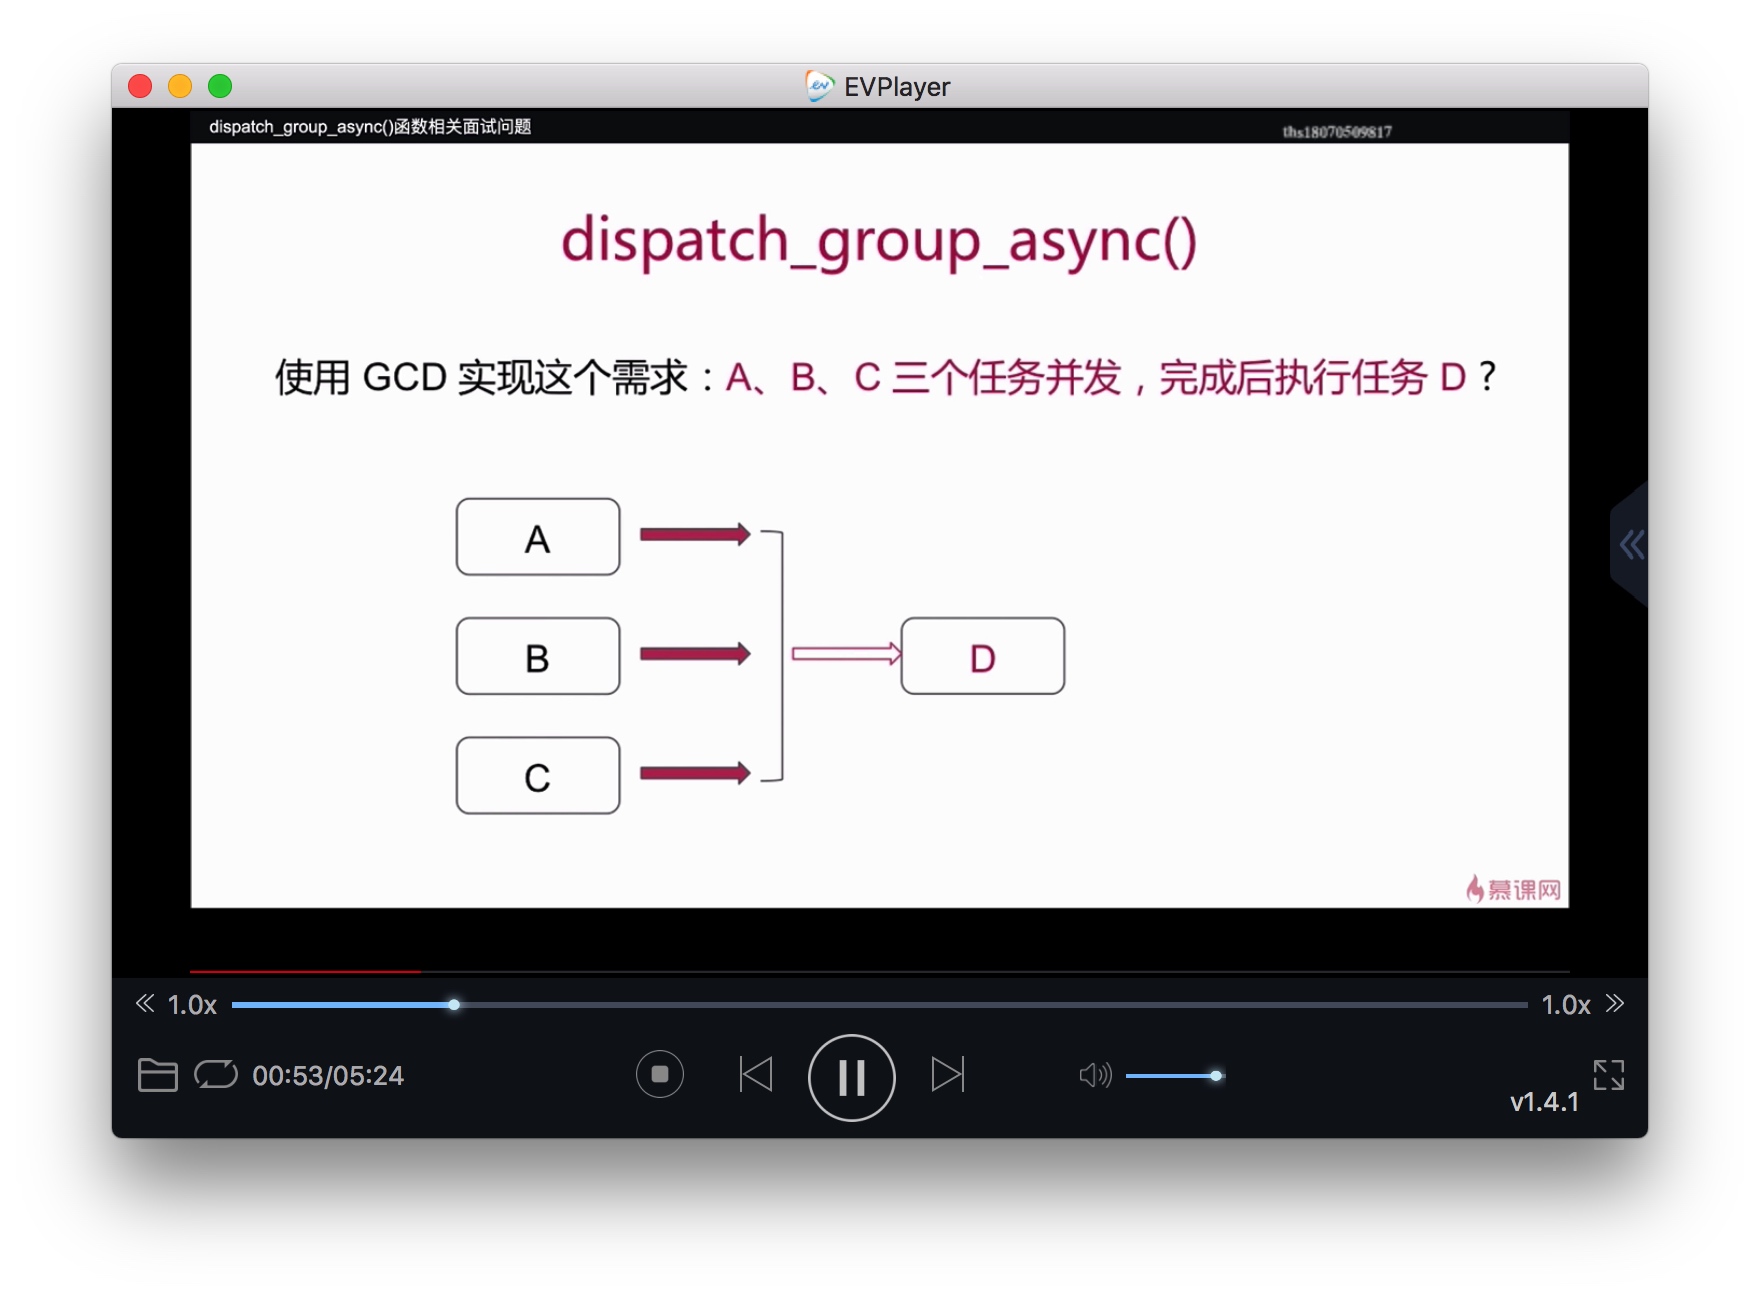 EVPlayer
dispatch_group_async()函数相关面试问题
ths18070509817
dispatch_group_async()
使用 GCD 实现这个需求：A、B、C 三个任务并发，完成后执行任务 D？
A
B
D
C
慕课网
1.0x
1.0x
00:53/05:24
v1.4.1